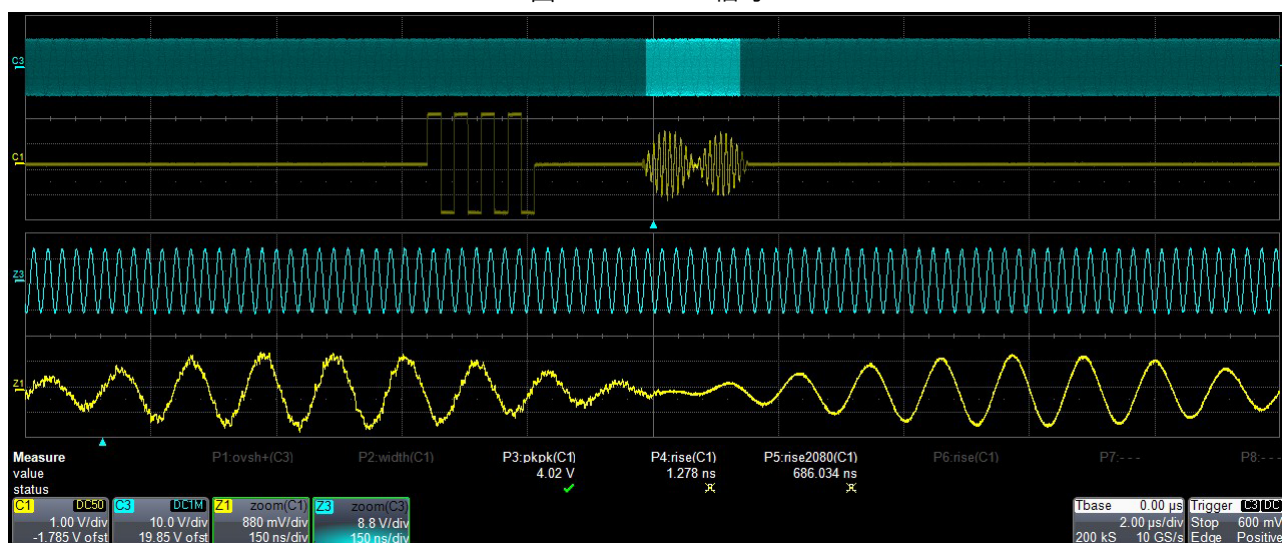 C3
C1
Z3
Z1
Measure P1:ovsh+(C3) P2:width(C1) P3:pkpk(C1) P4:rise(C1) P5:rise2080(C1) P6:rise(C1) P7:- - - P8:- - -
value 4.02 V 1.278 ns 686.034 ns
status
C1 DC50 C3 DC1M Z1 zoom(C1) Z3 zoom(C3) Tbase 0.00 µs Trigger C3 DC
1.00 V/div 10.0 V/div 880 mV/div 8.8 V/div 2.00 µs/div Stop 600 mV
-1.785 V ofst 19.85 V ofst 150 ns/div 150 ns/div 200 kS 10 GS/s Edge Positive